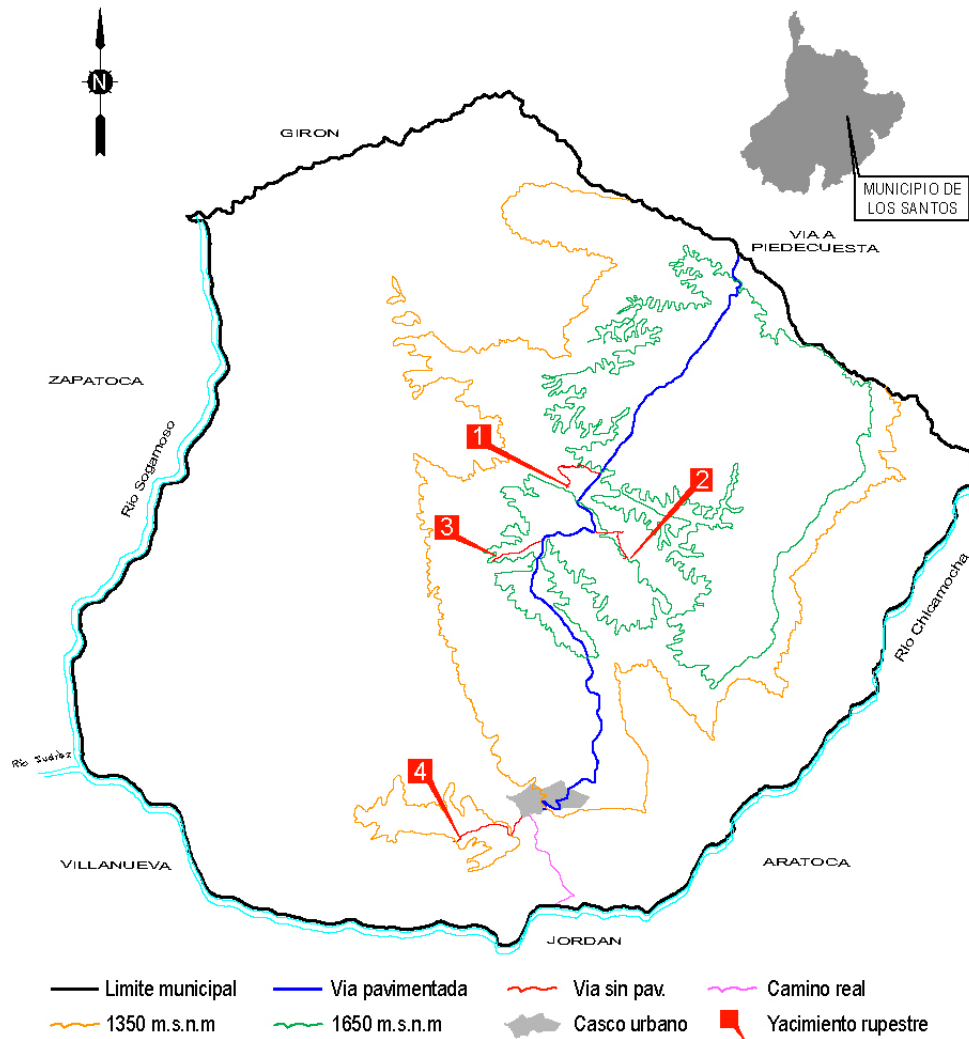 N
GIRON
MUNICIPIO DE
LOS SANTOS
VIA A
PIEDECUESTA
ZAPATOCA
Rio Sogamoso
1
2
3
Rio Chicamocha
Rio Suárez
4
VILLANUEVA
ARATOCA
JORDAN
Limite municipal
Via pavimentada
Via sin pav.
Camino real
1350 m.s.n.m
1650 m.s.n.m
Casco urbano
Yacimiento rupestre